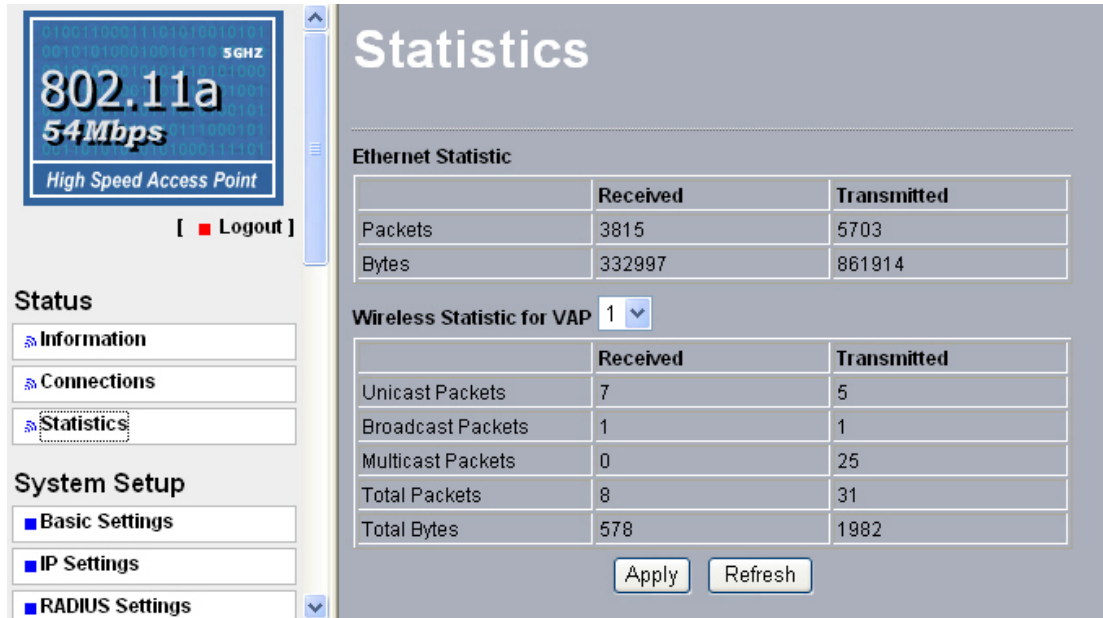 5GHZ
802.11a
54Mbps
High Speed Access Point
[ Logout ]
Status
Information
Connections
Statistics
System Setup
Basic Settings
IP Settings
RADIUS Settings
Statistics
Ethernet Statistic
Received Transmitted
Packets 3815 5703
Bytes 332997 861914
Wireless Statistic for VAP 1
Received Transmitted
Unicast Packets 7 5
Broadcast Packets 1 1
Multicast Packets 0 25
Total Packets 8 31
Total Bytes 578 1982
Apply Refresh